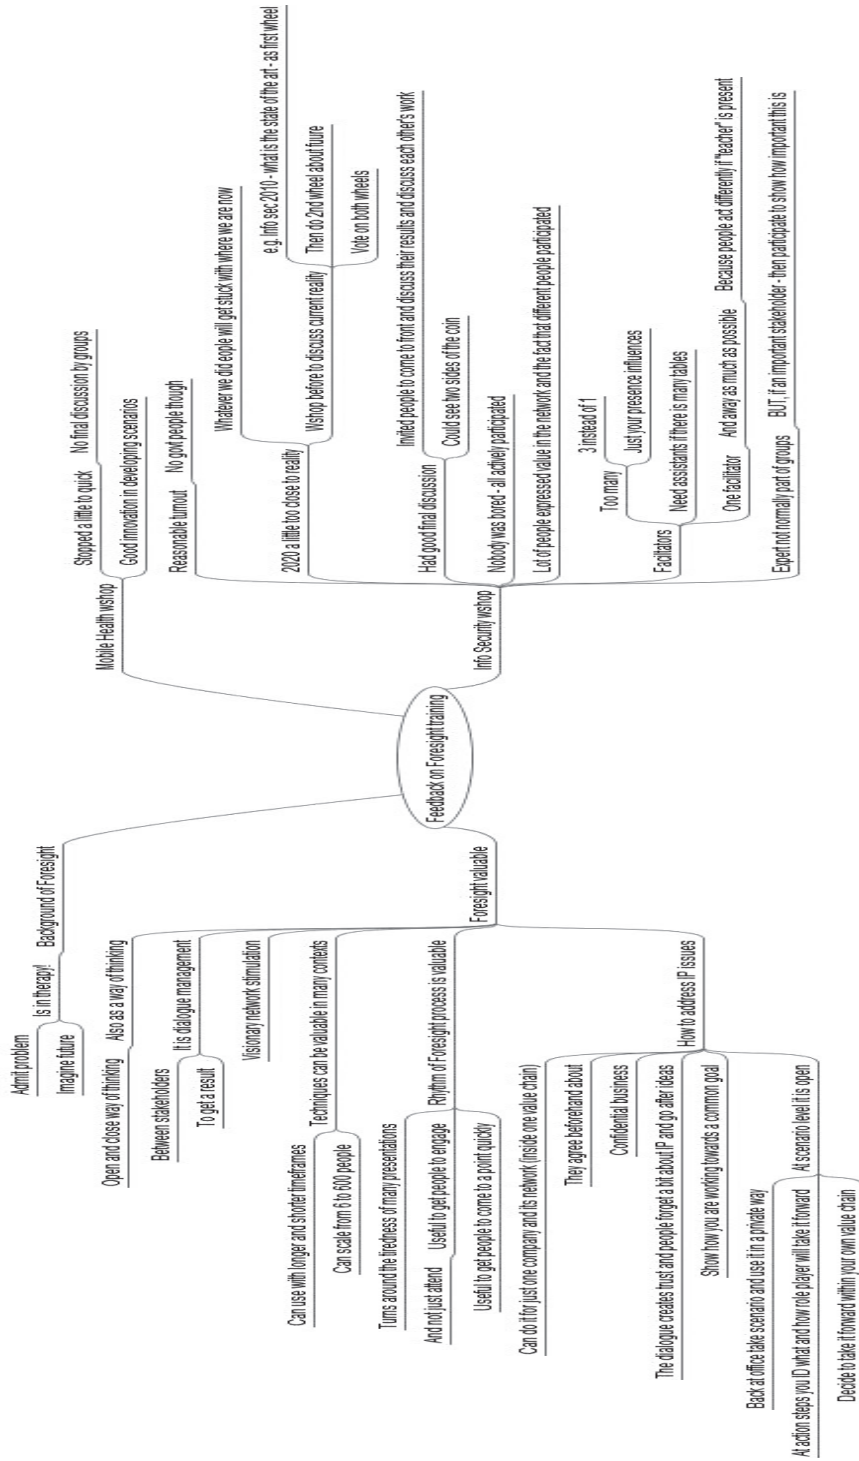 Feedback on Foresight training
Mobile Health wshop
Stopped a little to quick
No final discussion by groups
Good innovation in developing scenarios
Info Security wshop
Reasonable turnout
No govt people though
2020 a little too close to reality
Whatever we did eople will get stuck with where we are now
Wshop before to discuss current reality
e.g. Info sec 2010 - what is the state of the art - as first wheel
Then do 2nd wheel about fuure
Vote on both wheels
Had good final discussion
Invited people to come to front and discuss their results and discuss each other's work
Could see two sides of the coin
Nobody was bored - all actively participated
Lot of people expressed value in the network and the fact that different people participated
Facilitators
Too many
3 instead of 1
Just your presence influences
Need assistants if there is many tables
One facilitator
And away as much as possible
Because people act differently if "teacher" is present
Expert not normally part of groups
BUT, if an important stakeholder - then participate to show how important this is
Background of Foresight
Is in therapy!
Admit problem
Imagine future
Foresight valuable
Also as a way of thinking
Open and close way of thinking
It is dialogue management
Between stakeholders
To get a result
Visionary network stimulation
Techniques can be valuable in many contexts
Can use with longer and shorter timeframes
Can scale from 6 to 600 people
Rhythm of Foresight process is valuable
Turns around the tiredness of many presentations
Useful to get people to engage
And not just attend
Useful to get people to come to a point quickly
How to address IP issues
Can do it for just one company and its network (inside one value chain)
They agree beforehand about
Confidential business
The dialogue creates trust and people forget a bit about IP and go after ideas
Show how you are working towards a common goal
At scenario level it is open
Back at office take scenario and use it in a private way
At action steps you ID what and how role player will take it forward
Decide to take it forward within your own value chain